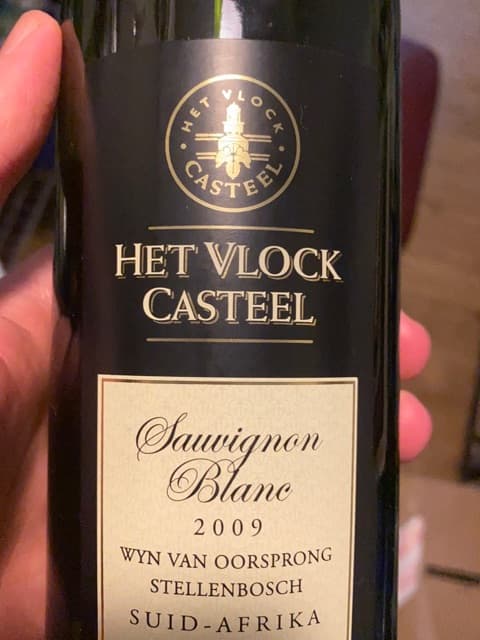 HET VLOCK
CASTEEL
HET VLOCK
CASTEEL
Sauvignon
Blanc
2009
WYN VAN OORSPRONG
STELLENBOSCH
SUID-AFRIKA